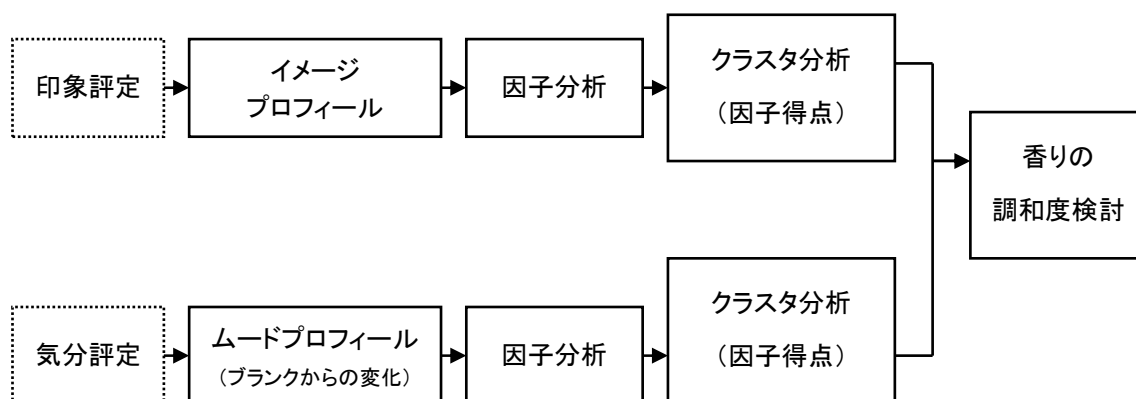 印象評定
イメージ
プロフィール
因子分析
クラスタ分析
（因子得点）
香りの
調和度検討
気分評定
ムードプロフィール
（ブランクからの変化）
因子分析
クラスタ分析
（因子得点）